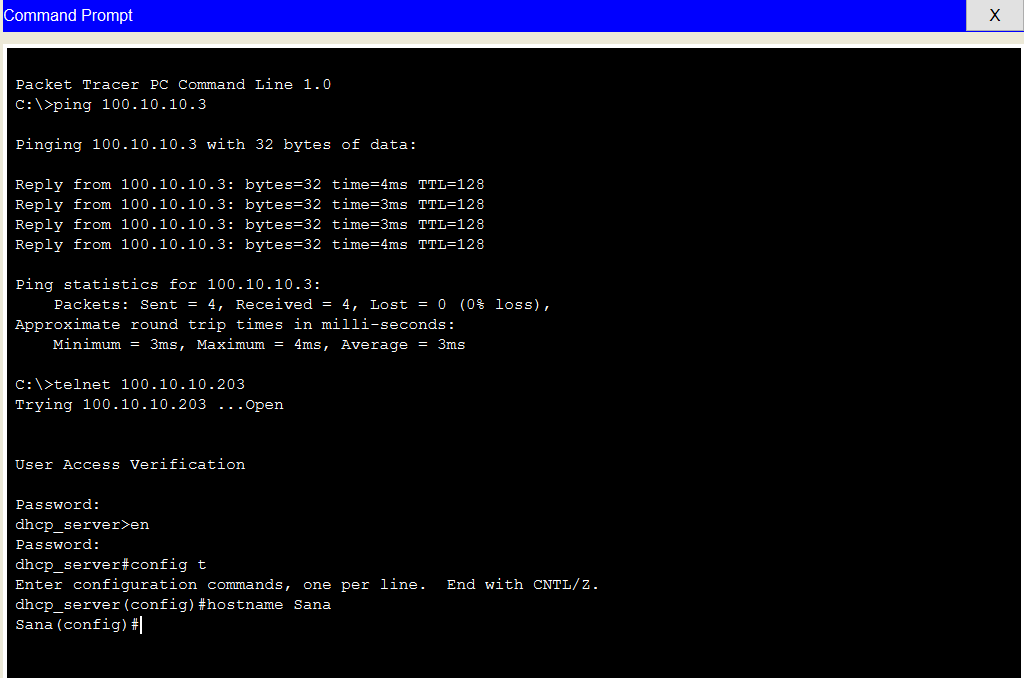 Command Prompt
X
Packet Tracer PC Command Line 1.0
C:\>ping 100.10.10.3
Pinging 100.10.10.3 with 32 bytes of data:
Reply from 100.10.10.3: bytes=32 time=4ms TTL=128
Reply from 100.10.10.3: bytes=32 time=3ms TTL=128
Reply from 100.10.10.3: bytes=32 time=3ms TTL=128
Reply from 100.10.10.3: bytes=32 time=4ms TTL=128
Ping statistics for 100.10.10.3:
    Packets: Sent = 4, Received = 4, Lost = 0 (0% loss),
Approximate round trip times in milli-seconds:
    Minimum = 3ms, Maximum = 4ms, Average = 3ms
C:\>telnet 100.10.10.203
Trying 100.10.10.203 ...Open
User Access Verification
Password:
dhcp_server>en
Password:
dhcp_server#config t
Enter configuration commands, one per line.  End with CNTL/Z.
dhcp_server(config)#hostname Sana
Sana(config)#